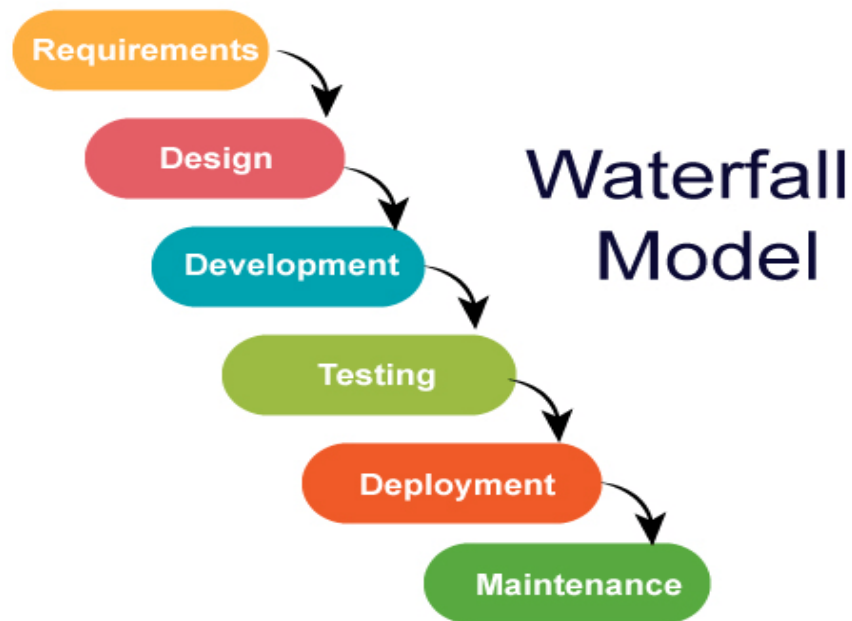 Requirements
Design
Waterfall
Model
Development
Testing
Deployment
Maintenance